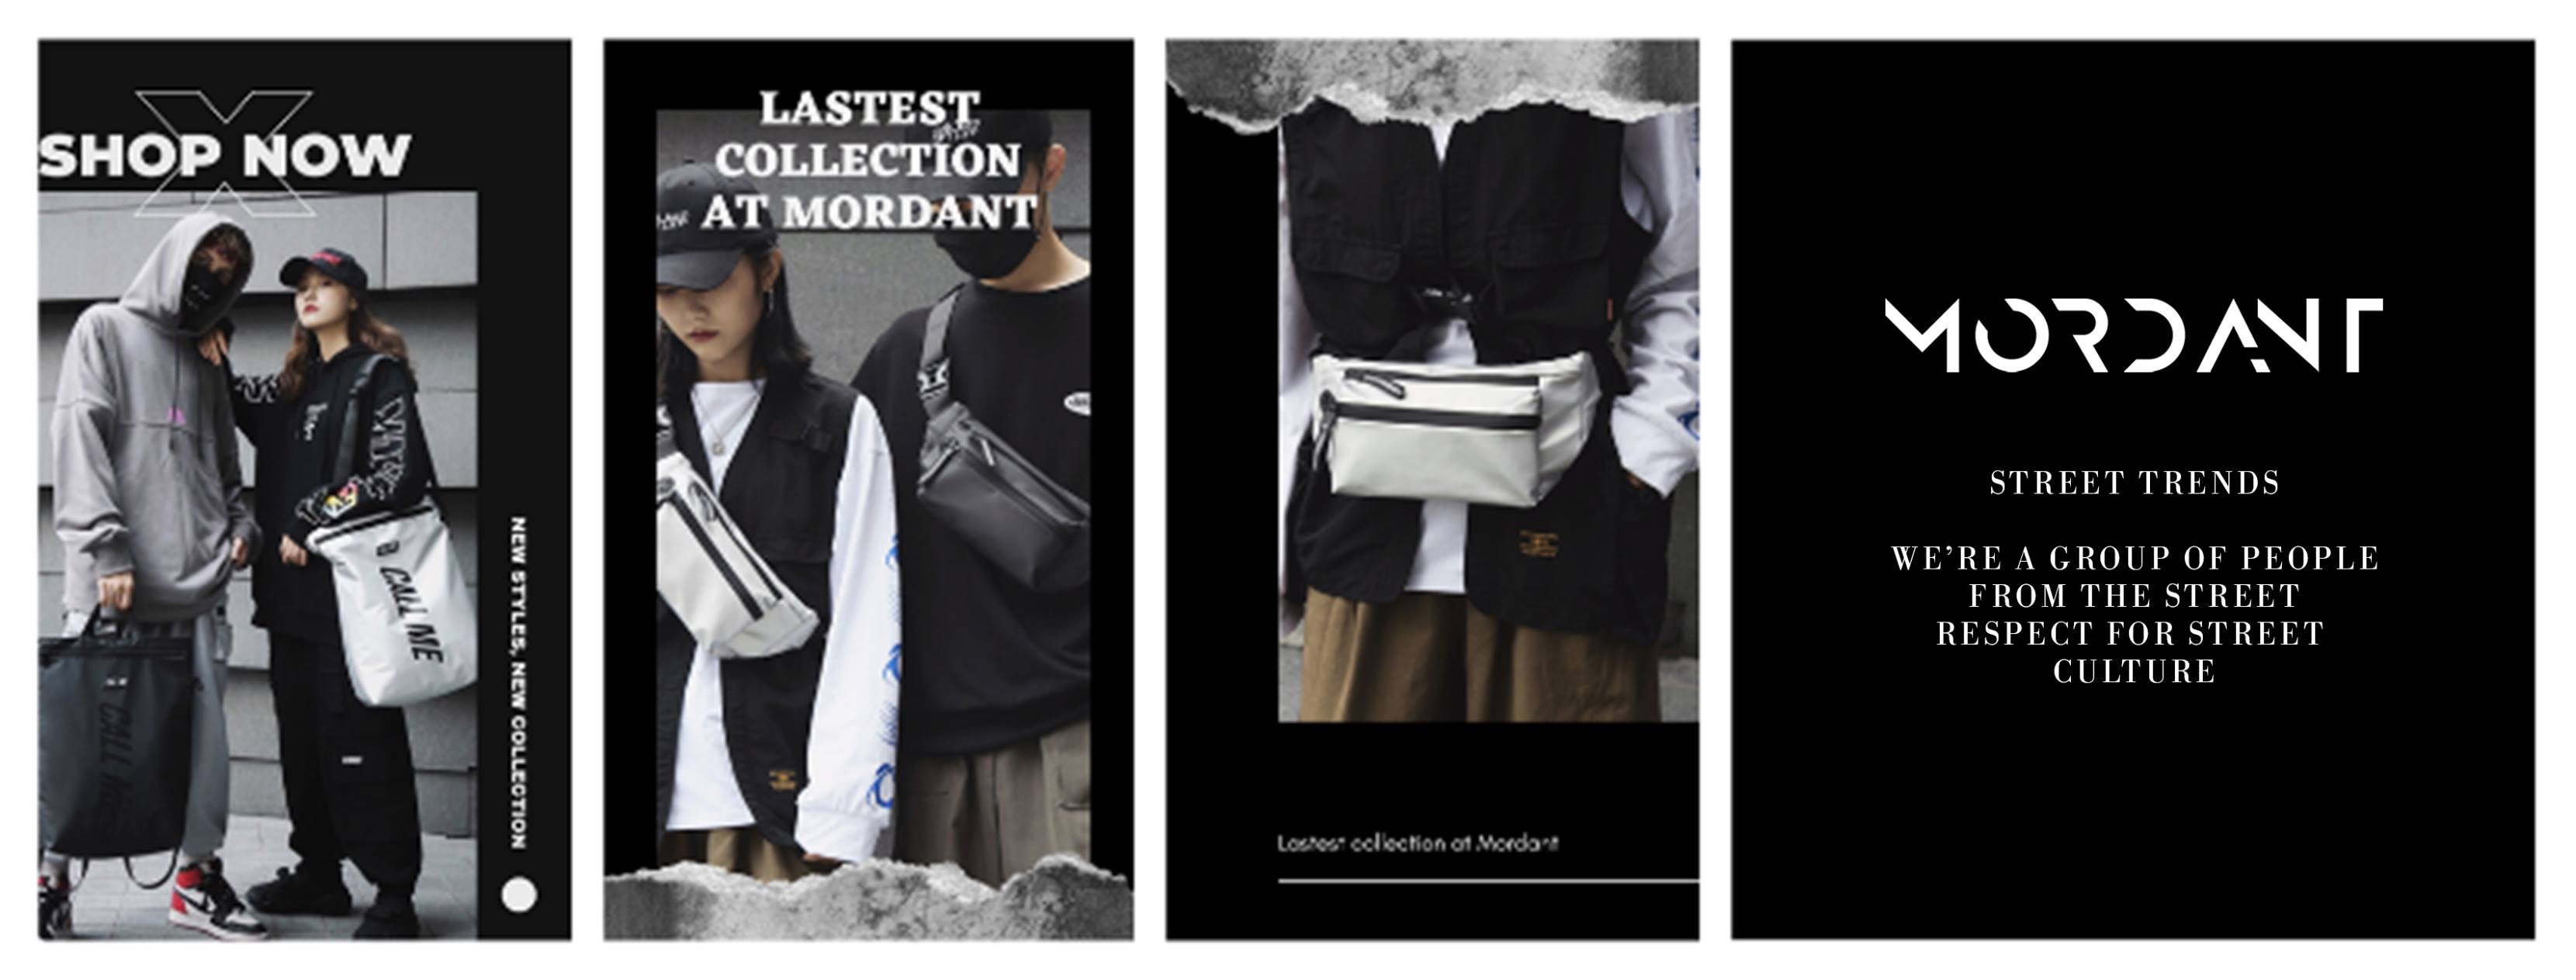 X
SHOP NOW
CALL ME
CALL ME
NEW STYLES, NEW COLLECTION
LASTEST
COLLECTION
AT MORDANT
Lastest collection at Mordant
MORDANT
STREET TRENDS
WE'RE A GROUP OF PEOPLE
FROM THE STREET
RESPECT FOR STREET
CULTURE